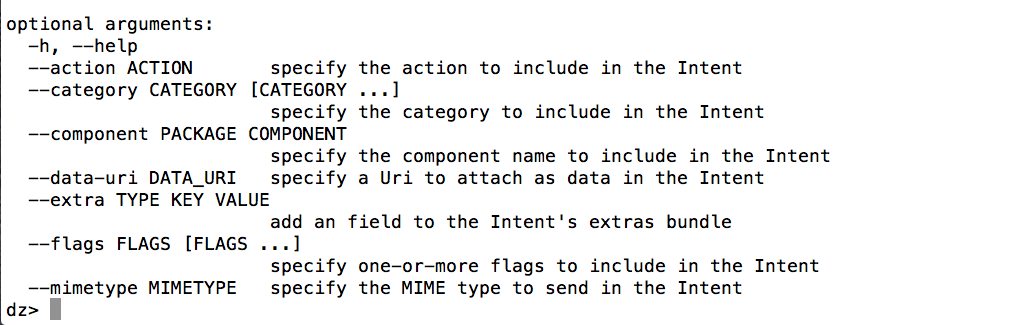 optional arguments:
-h, --help
--action ACTION specify the action to include in the Intent
--category CATEGORY [CATEGORY ...]
specify the category to include in the Intent
--component PACKAGE COMPONENT
specify the component name to include in the Intent
--data-uri DATA_URI specify a Uri to attach as data in the Intent
--extra TYPE KEY VALUE
add an field to the Intent's extras bundle
--flags FLAGS [FLAGS ...]
specify one-or-more flags to include in the Intent
--mimetype MIMETYPE specify the MIME type to send in the Intent
dz>